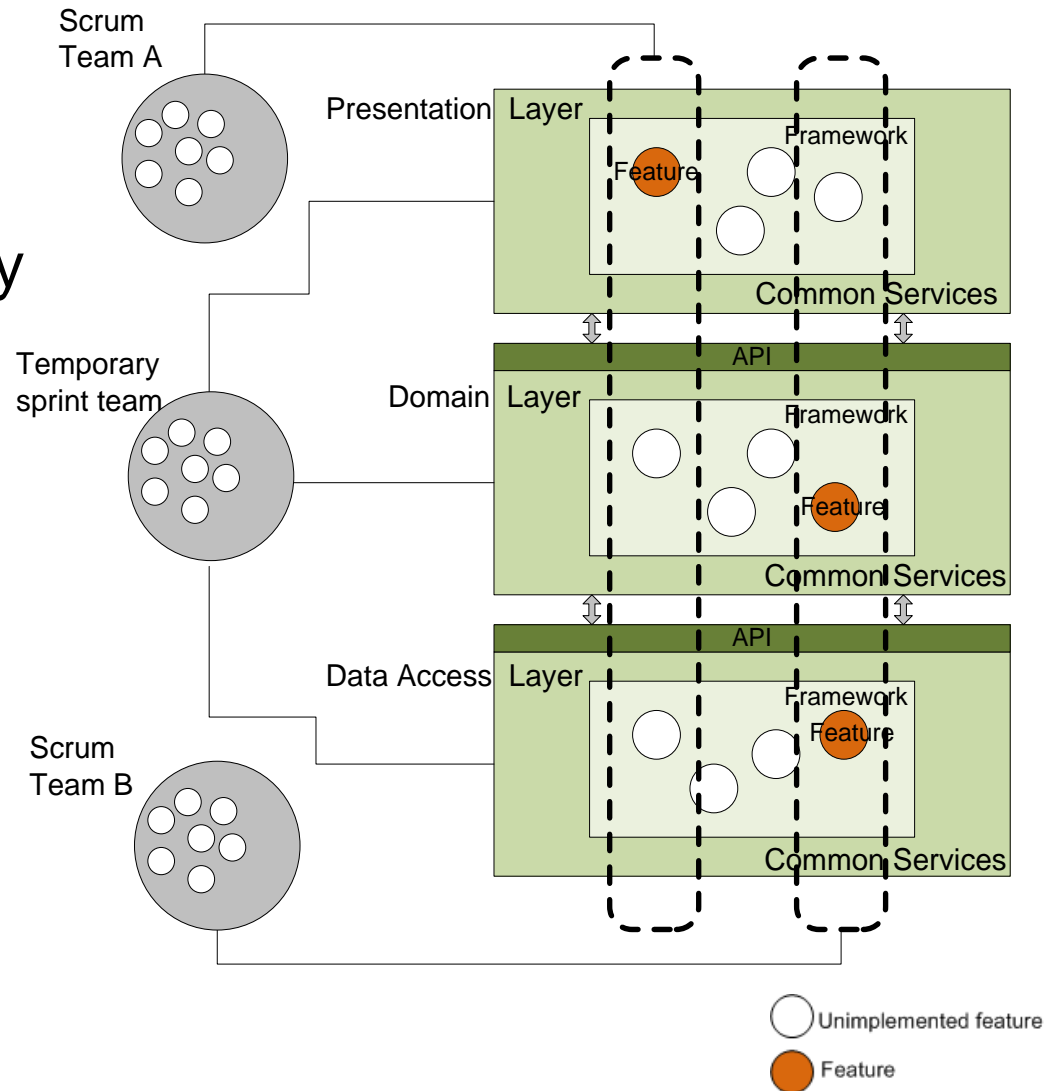 Scrum
Team A
Presentation Layer
Framework
Feature
Common Services
y
Temporary
sprint team
API
Domain Layer
Framework
Feature
Common Services
API
Data Access Layer
Framework
Feature
Scrum
Team B
Common Services
Unimplemented feature
Feature